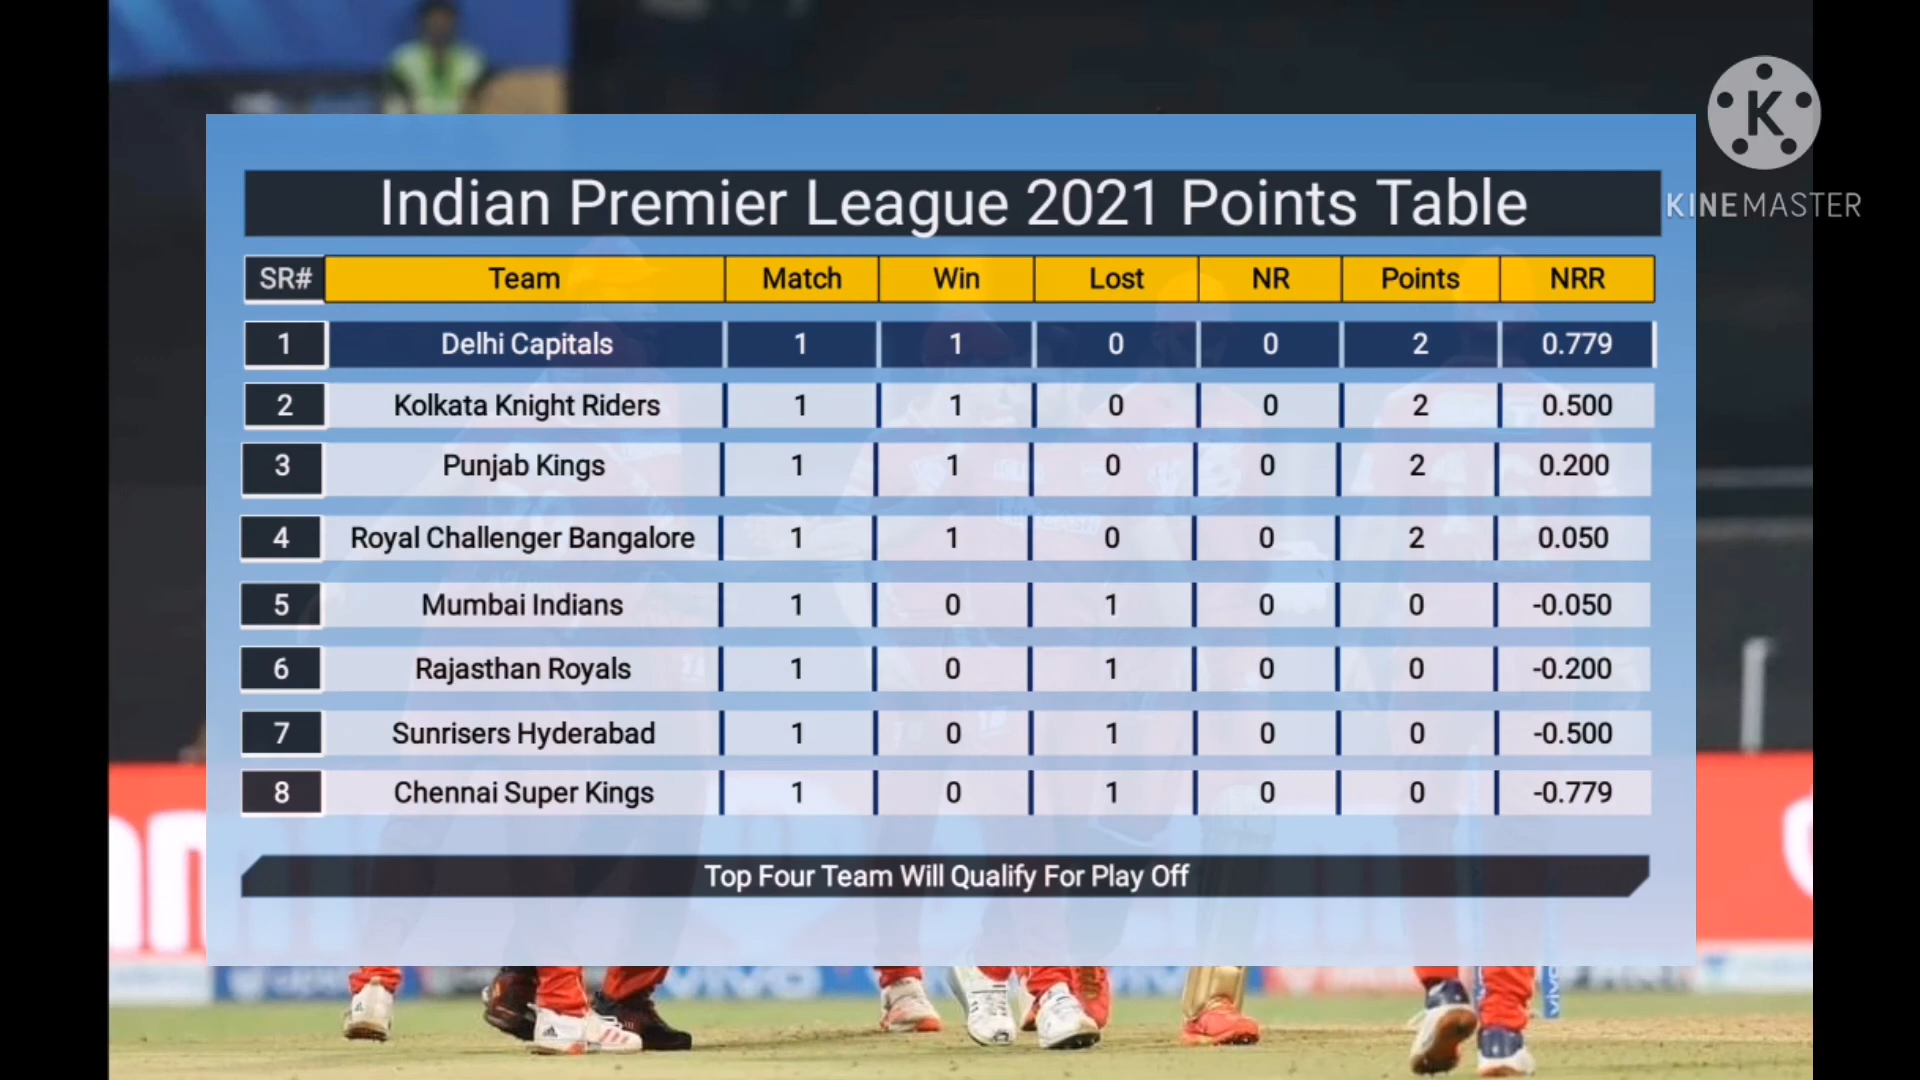 K
KINEMASTER
Indian Premier League 2021 Points Table
SR# Team Match Win Lost NR Points NRR
1 Delhi Capitals 1 1 0 0 2 0.779
2 Kolkata Knight Riders 1 1 0 0 2 0.500
3 Punjab Kings 1 1 0 0 2 0.200
4 Royal Challenger Bangalore 1 1 0 0 2 0.050
5 Mumbai Indians 1 0 1 0 0 -0.050
6 Rajasthan Royals 1 0 1 0 0 -0.200
7 Sunrisers Hyderabad 1 0 1 0 0 -0.500
8 Chennai Super Kings 1 0 1 0 0 -0.779
Top Four Team Will Qualify For Play Off
vivo
vivo